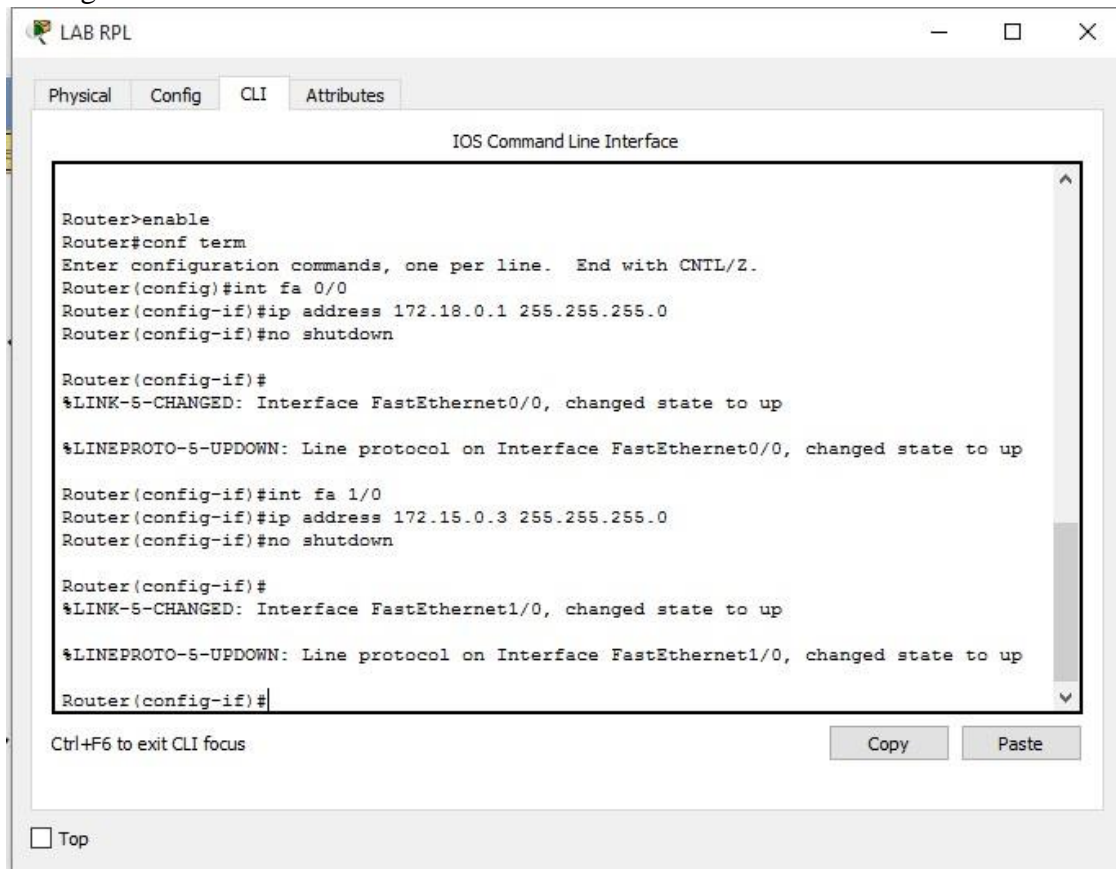 LAB RPL
Physical Config CLI Attributes
IOS Command Line Interface
Router>enable
Router#conf term
Enter configuration commands, one per line.  End with CNTL/Z.
Router(config)#int fa 0/0
Router(config-if)#ip address 172.18.0.1 255.255.255.0
Router(config-if)#no shutdown
Router(config-if)#
%LINK-5-CHANGED: Interface FastEthernet0/0, changed state to up
%LINEPROTO-5-UPDOWN: Line protocol on Interface FastEthernet0/0, changed state to up
Router(config-if)#int fa 1/0
Router(config-if)#ip address 172.15.0.3 255.255.255.0
Router(config-if)#no shutdown
Router(config-if)#
%LINK-5-CHANGED: Interface FastEthernet1/0, changed state to up
%LINEPROTO-5-UPDOWN: Line protocol on Interface FastEthernet1/0, changed state to up
Router(config-if)#
Ctrl+F6 to exit CLI focus
Copy Paste
Top